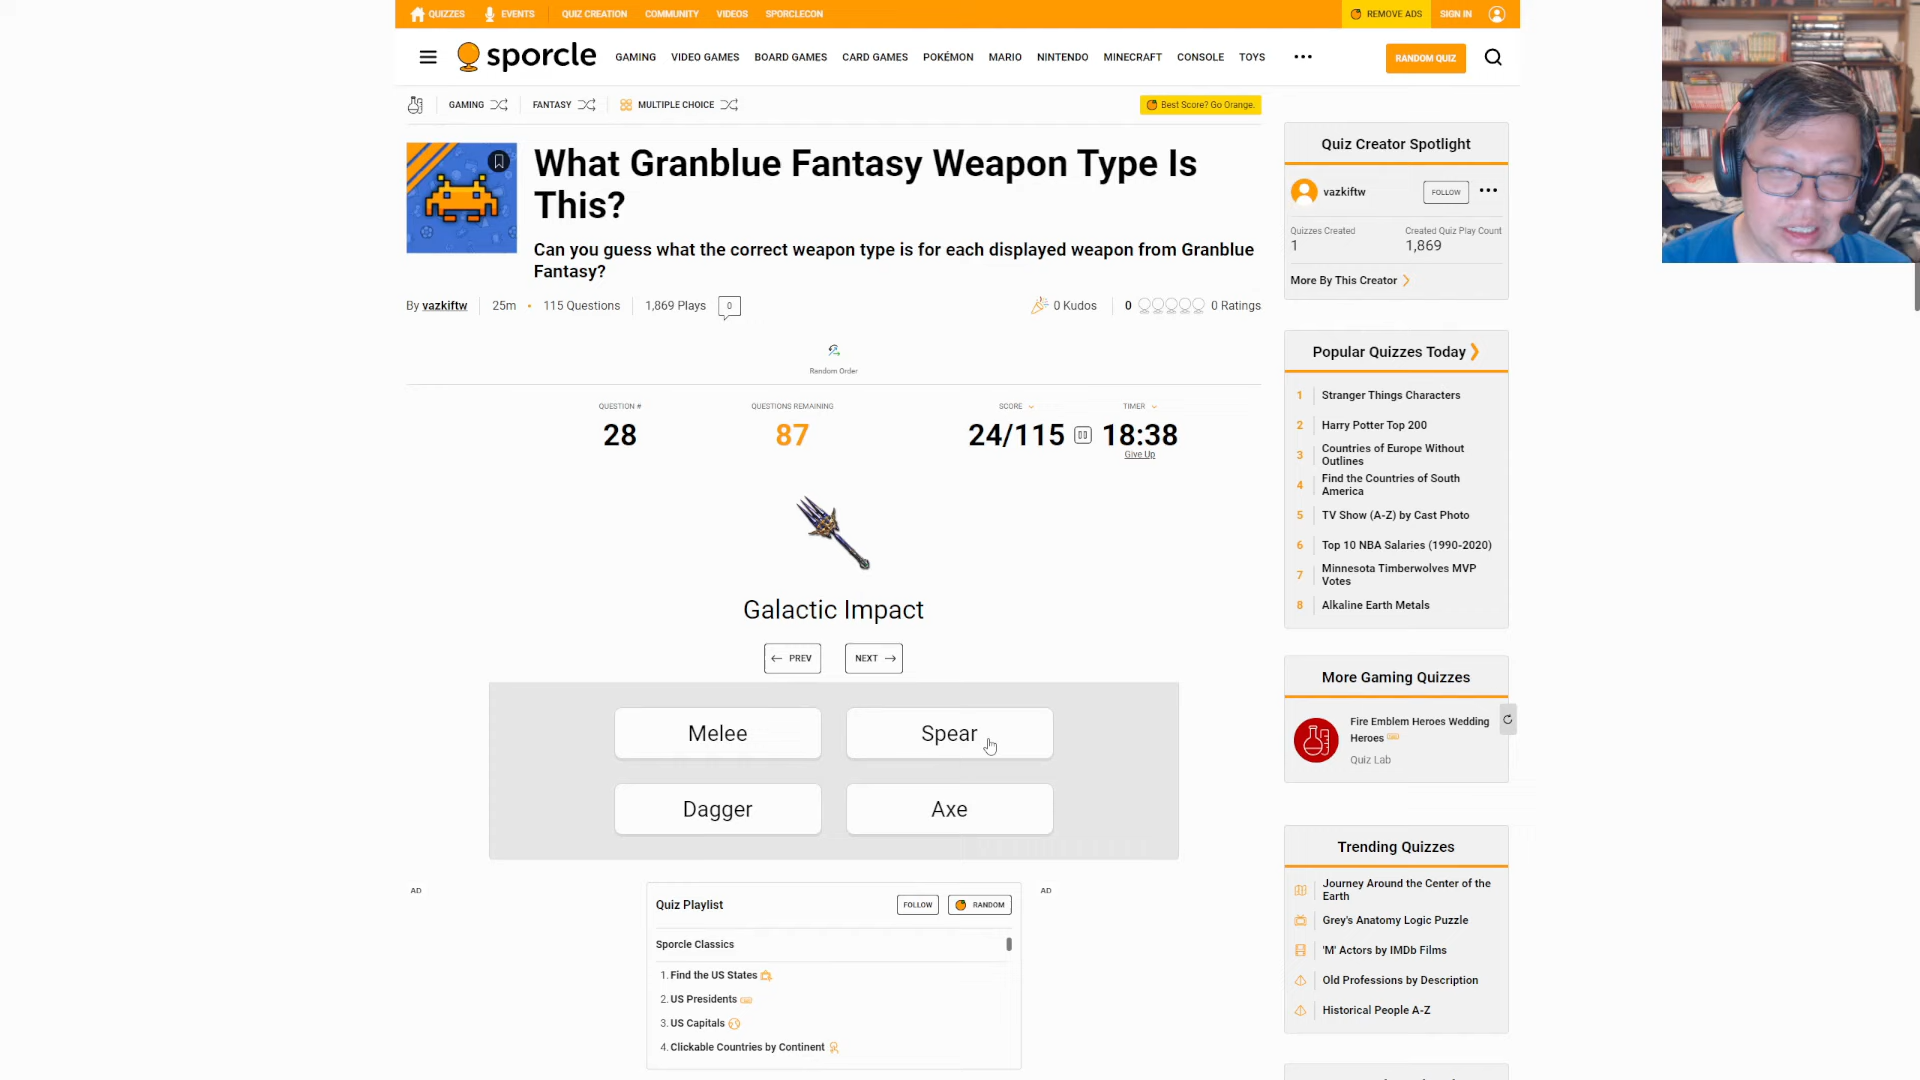 QUIZZES EVENTS QUIZ CREATION COMMUNITY VIDEOS SPORCLECON REMOVE ADS SIGN IN
sporcle GAMING VIDEO GAMES BOARD GAMES CARD GAMES POKÉMON MARIO NINTENDO MINECRAFT CONSOLE TOYS ••• RANDOM QUIZ
GAMING FANTASY MULTIPLE CHOICE Best Score? Go Orange.
What Granblue Fantasy Weapon Type Is
This?
Can you guess what the correct weapon type is for each displayed weapon from Granblue
Fantasy?
By vazkiftw 25m • 115 Questions 1,869 Plays 0 0 Kudos 0 0 Ratings
Random Order
QUESTION # QUESTIONS REMAINING SCORE TIMER
28 87 24/115 18:38
Give Up
Galactic Impact
← PREV NEXT →
Melee Spear
Dagger Axe
AD AD
Quiz Playlist FOLLOW RANDOM
Sporcle Classics
1. Find the US States
2. US Presidents
3. US Capitals
4. Clickable Countries by Continent
Quiz Creator Spotlight
vazkiftw FOLLOW •••
Quizzes Created Created Quiz Play Count
1 1,869
More By This Creator
Popular Quizzes Today
1 Stranger Things Characters
2 Harry Potter Top 200
3 Countries of Europe Without
Outlines
4 Find the Countries of South
America
5 TV Show (A-Z) by Cast Photo
6 Top 10 NBA Salaries (1990-2020)
7 Minnesota Timberwolves MVP
Votes
8 Alkaline Earth Metals
More Gaming Quizzes
Fire Emblem Heroes Wedding
Heroes
Quiz Lab
Trending Quizzes
Journey Around the Center of the
Earth
Grey's Anatomy Logic Puzzle
'M' Actors by IMDb Films
Old Professions by Description
Historical People A-Z